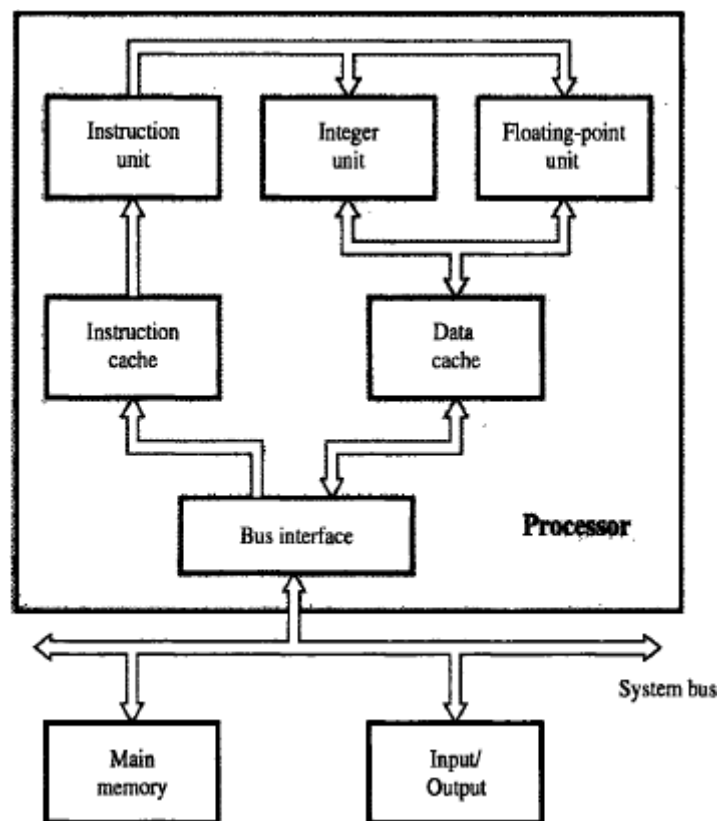 Instruction
unit
Integer
unit
Floating-point
unit
Instruction
cache
Data
cache
Bus interface
Processor
System bus
Main
memory
Input/
Output